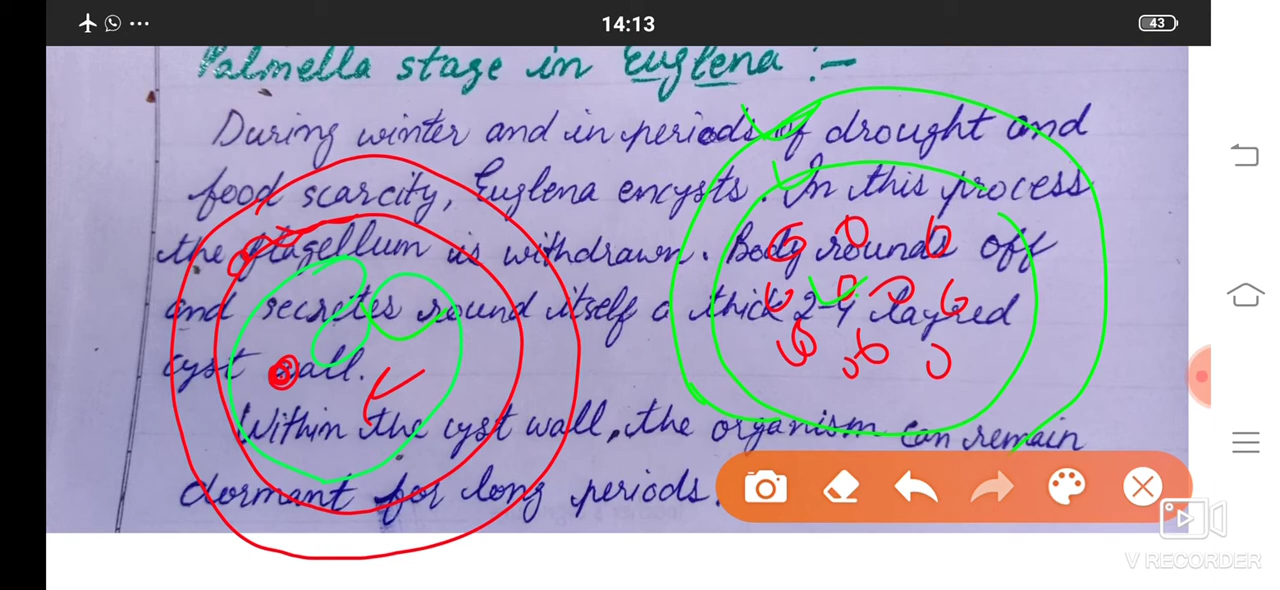 14:13
43
Palmella stage in Euglena :-
During winter and in periods of drought and
food scarcity, Euglena encysts. In this process
the flagellum is withdrawn. Body rounds off
and secretes round itself a thick 2-4 layred
cyst wall.
Within the cyst wall, the organism can remain
dormant for long periods.
V RECORDER